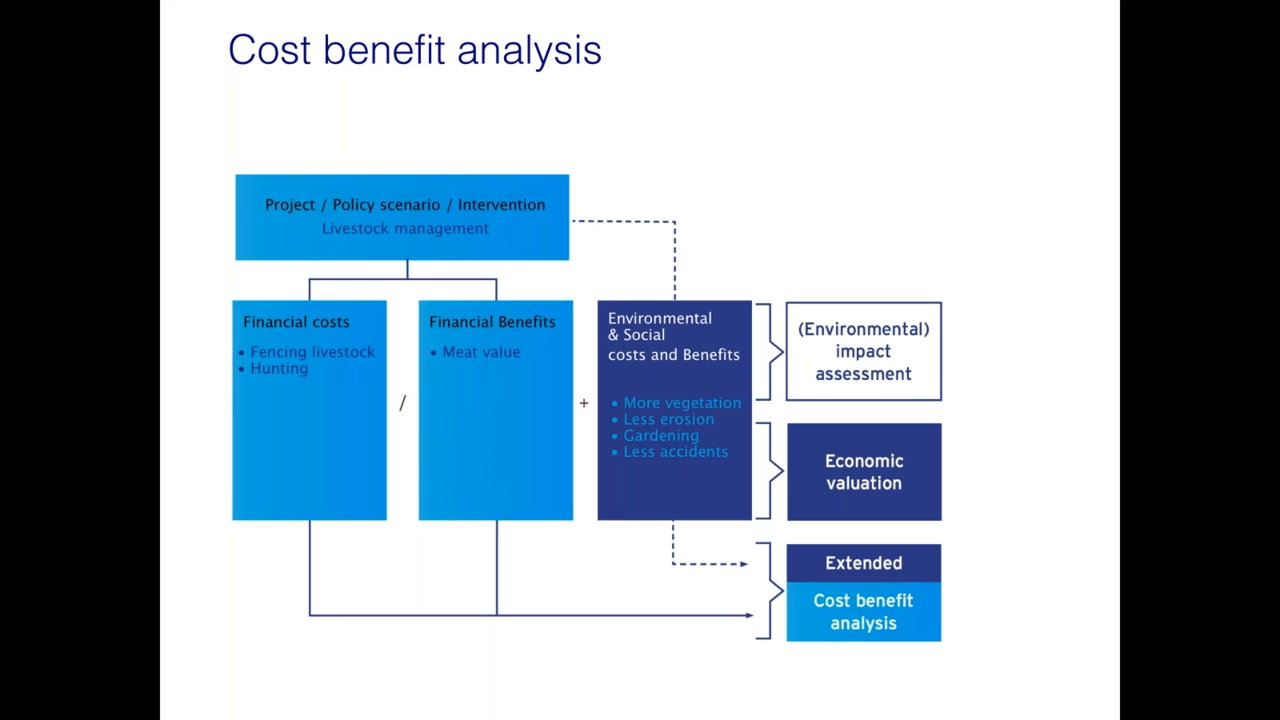 Cost benefit analysis
Project / Policy scenario / Intervention
Livestock management
Financial costs
• Fencing livestock
• Hunting
/
Financial Benefits
• Meat value
+
Environmental
& Social
costs and Benefits
• More vegetation
• Less erosion
• Gardening
• Less accidents
(Environmental)
impact
assessment
Economic
valuation
Extended
Cost benefit
analysis